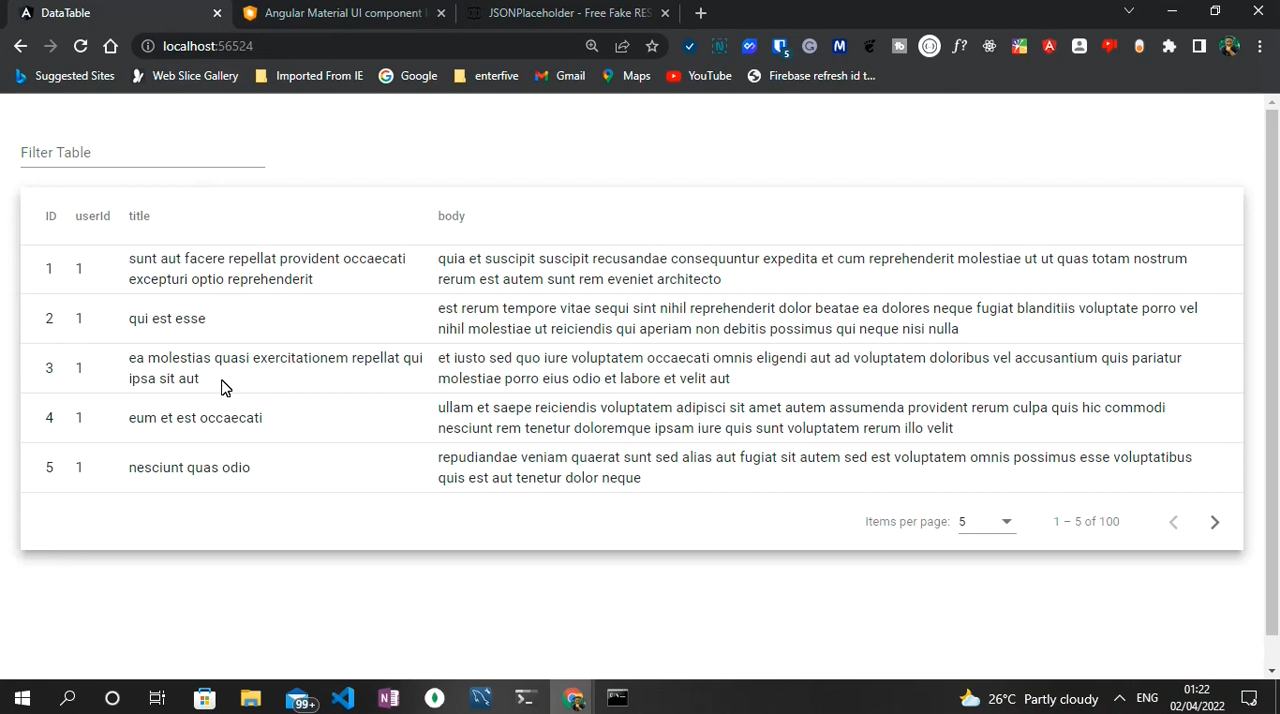 DataTable
Angular Material UI component l
JSONPlaceholder - Free Fake RES
localhost:56524
5
N
G
M
f?
Suggested Sites
Web Slice Gallery
Imported From IE
Google
enterfive
Gmail
Maps
YouTube
Firebase refresh id t...
Filter Table
ID userId title body
1 1 sunt aut facere repellat provident occaecati quia et suscipit suscipit recusandae consequuntur expedita et cum reprehenderit molestiae ut ut quas totam nostrum
excepturi optio reprehenderit rerum est autem sunt rem eveniet architecto
2 1 qui est esse est rerum tempore vitae sequi sint nihil reprehenderit dolor beatae ea dolores neque fugiat blanditiis voluptate porro vel
nihil molestiae ut reiciendis qui aperiam non debitis possimus qui neque nisi nulla
3 1 ea molestias quasi exercitationem repellat qui et iusto sed quo iure voluptatem occaecati omnis eligendi aut ad voluptatem doloribus vel accusantium quis pariatur
ipsa sit aut molestiae porro eius odio et labore et velit aut
4 1 eum et est occaecati ullam et saepe reiciendis voluptatem adipisci sit amet autem assumenda provident rerum culpa quis hic commodi
nesciunt rem tenetur doloremque ipsam iure quis sunt voluptatem rerum illo velit
5 1 nesciunt quas odio repudiandae veniam quaerat sunt sed alias aut fugiat sit autem sed est voluptatem omnis possimus esse voluptatibus
quis est aut tenetur dolor neque
Items per page: 5 1 – 5 of 100
99+
26°C Partly cloudy
ENG
01:22
02/04/2022